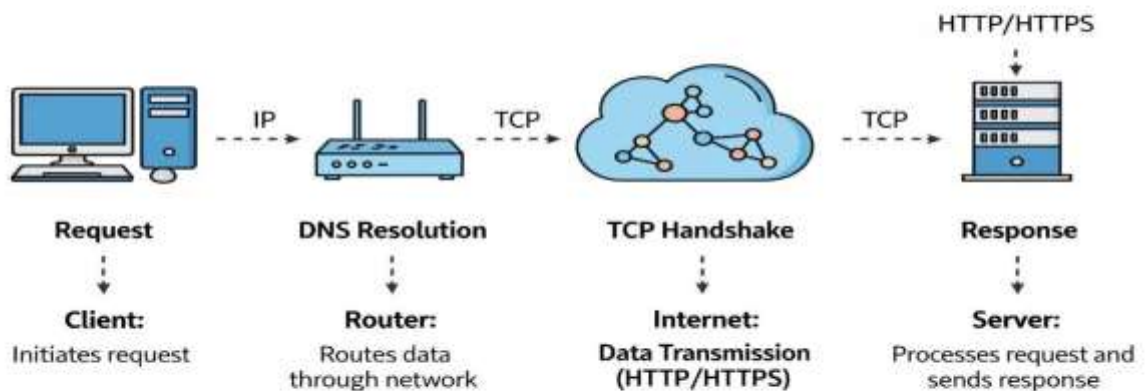 HTTP/HTTPS
IP
TCP
TCP
Request
DNS Resolution
TCP Handshake
Response
Client:
Initiates request
Router:
Routes data
through network
Internet:
Data Transmission
(HTTP/HTTPS)
Server:
Processes request and
sends response